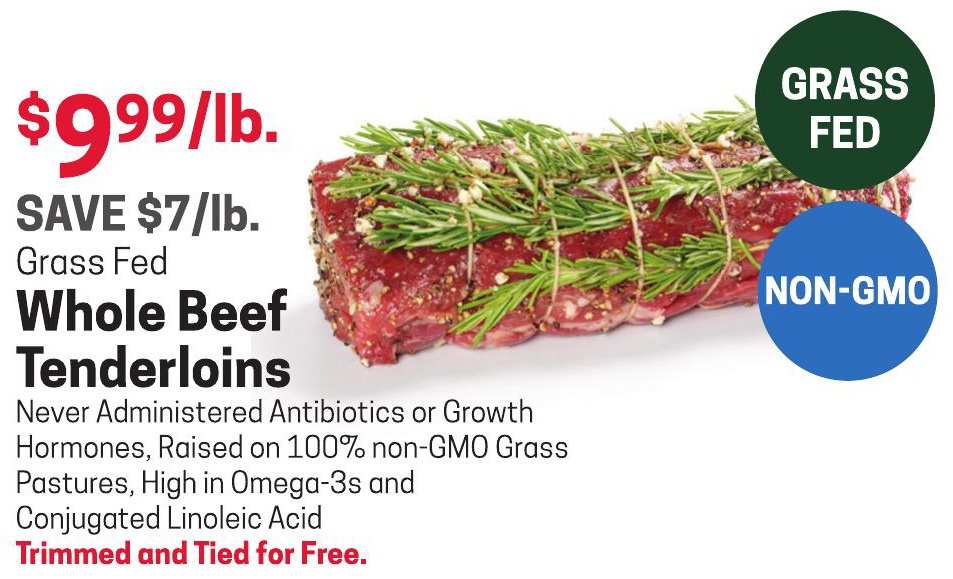 $9.99/lb.
SAVE $7/lb.
Grass Fed
Whole Beef
Tenderloins
Never Administered Antibiotics or Growth
Hormones, Raised on 100% non-GMO Grass
Pastures, High in Omega-3s and
Conjugated Linoleic Acid
Trimmed and Tied for Free.
GRASS
FED
NON-GMO